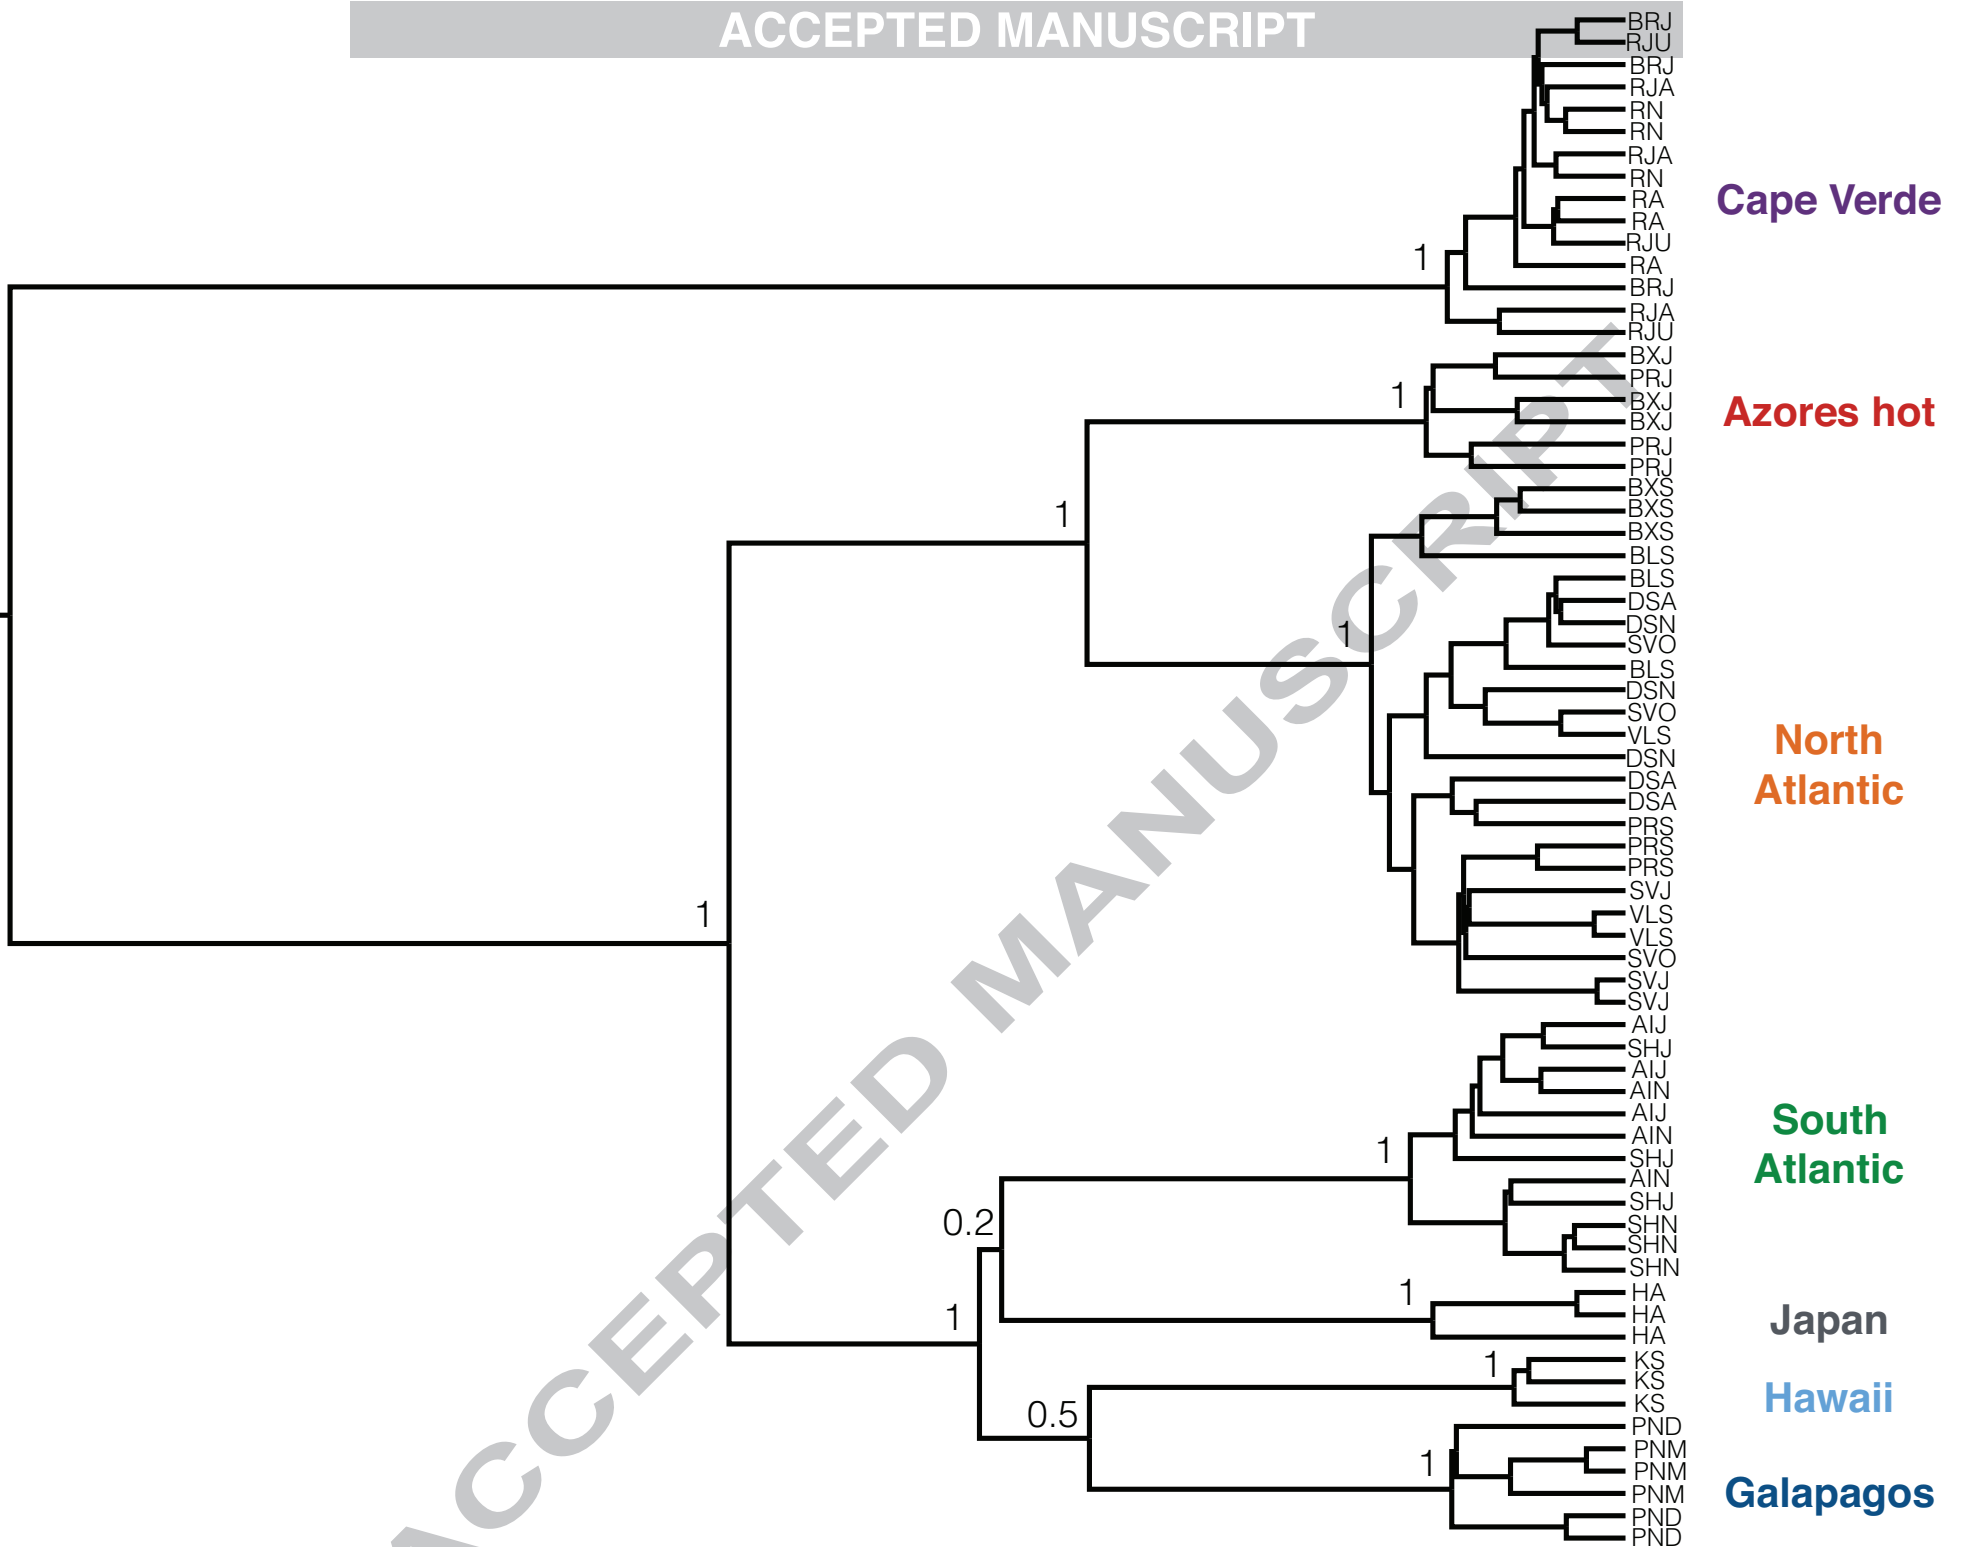 ACCEPTED MANUSCRIPT
BRJ
RJU
BRJ
RJA
RN
RN
RJA
RN
RA
RA
RJU
RA
BRJ
RJA
RJU
Cape Verde
1
BXJ
PRJ
BXJ
BXJ
PRJ
PRJ
Azores hot
1
1
BXS
BXS
BXS
BLS
BLS
DSA
DSN
SVO
BLS
DSN
SVO
VLS
DSN
DSA
DSA
PRS
PRS
PRS
SVJ
VLS
VLS
SVO
SVJ
SVJ
North
Atlantic
1
1
AIJ
SHJ
AIJ
AIN
AIJ
AIN
SHJ
AIN
SHJ
SHN
SHN
SHN
South
Atlantic
1
0.2
HA
HA
HA
Japan
1
1
KS
KS
KS
Hawaii
1
0.5
PND
PNM
PNM
PNM
PND
PND
Galapagos
1
ACCEPTED MANUSCRIPT